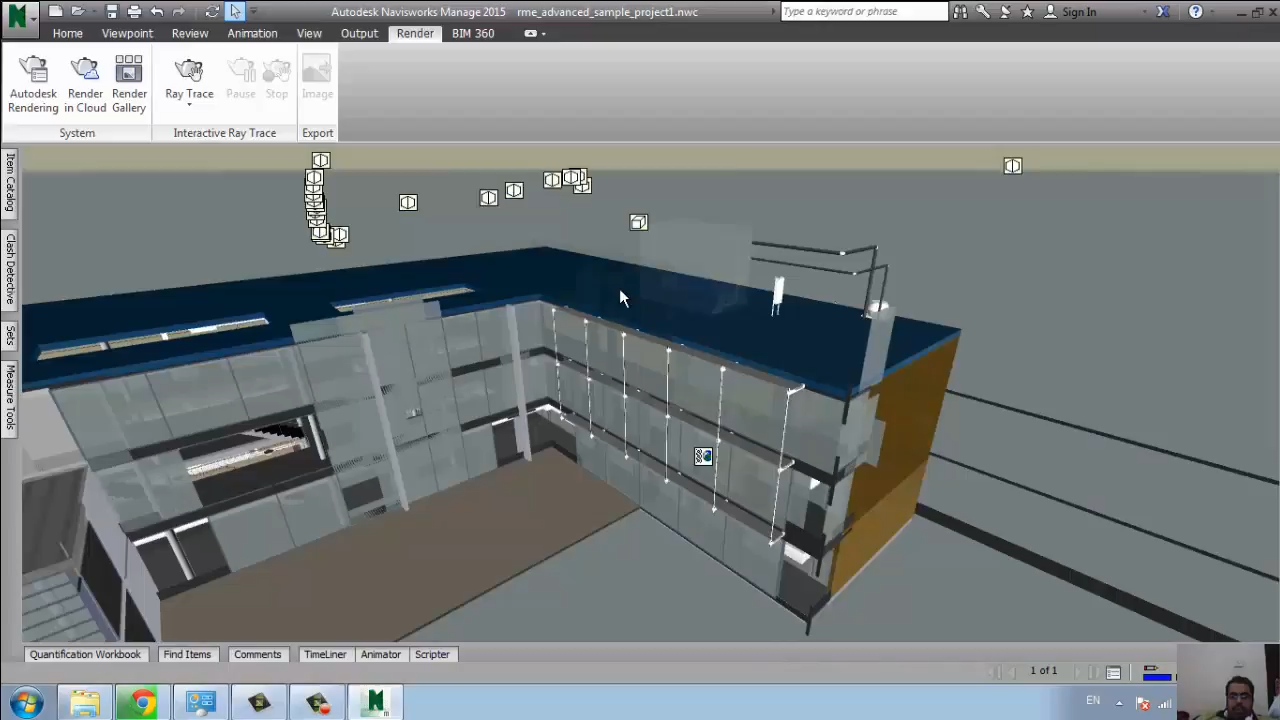 Autodesk Navisworks Manage 2015 rme_advanced_sample_project1.nwc
Type a keyword or phrase
Sign In
Home Viewpoint Review Animation View Output Render BIM 360
Autodesk Rendering
Render in Cloud
Render Gallery
Ray Trace
Pause
Stop
Image
System
Interactive Ray Trace
Export
Item Catalog
Clash Detective
Sets
Measure Tools
Quantification Workbook Find Items Comments TimeLiner Animator Scripter
1 of 1
EN